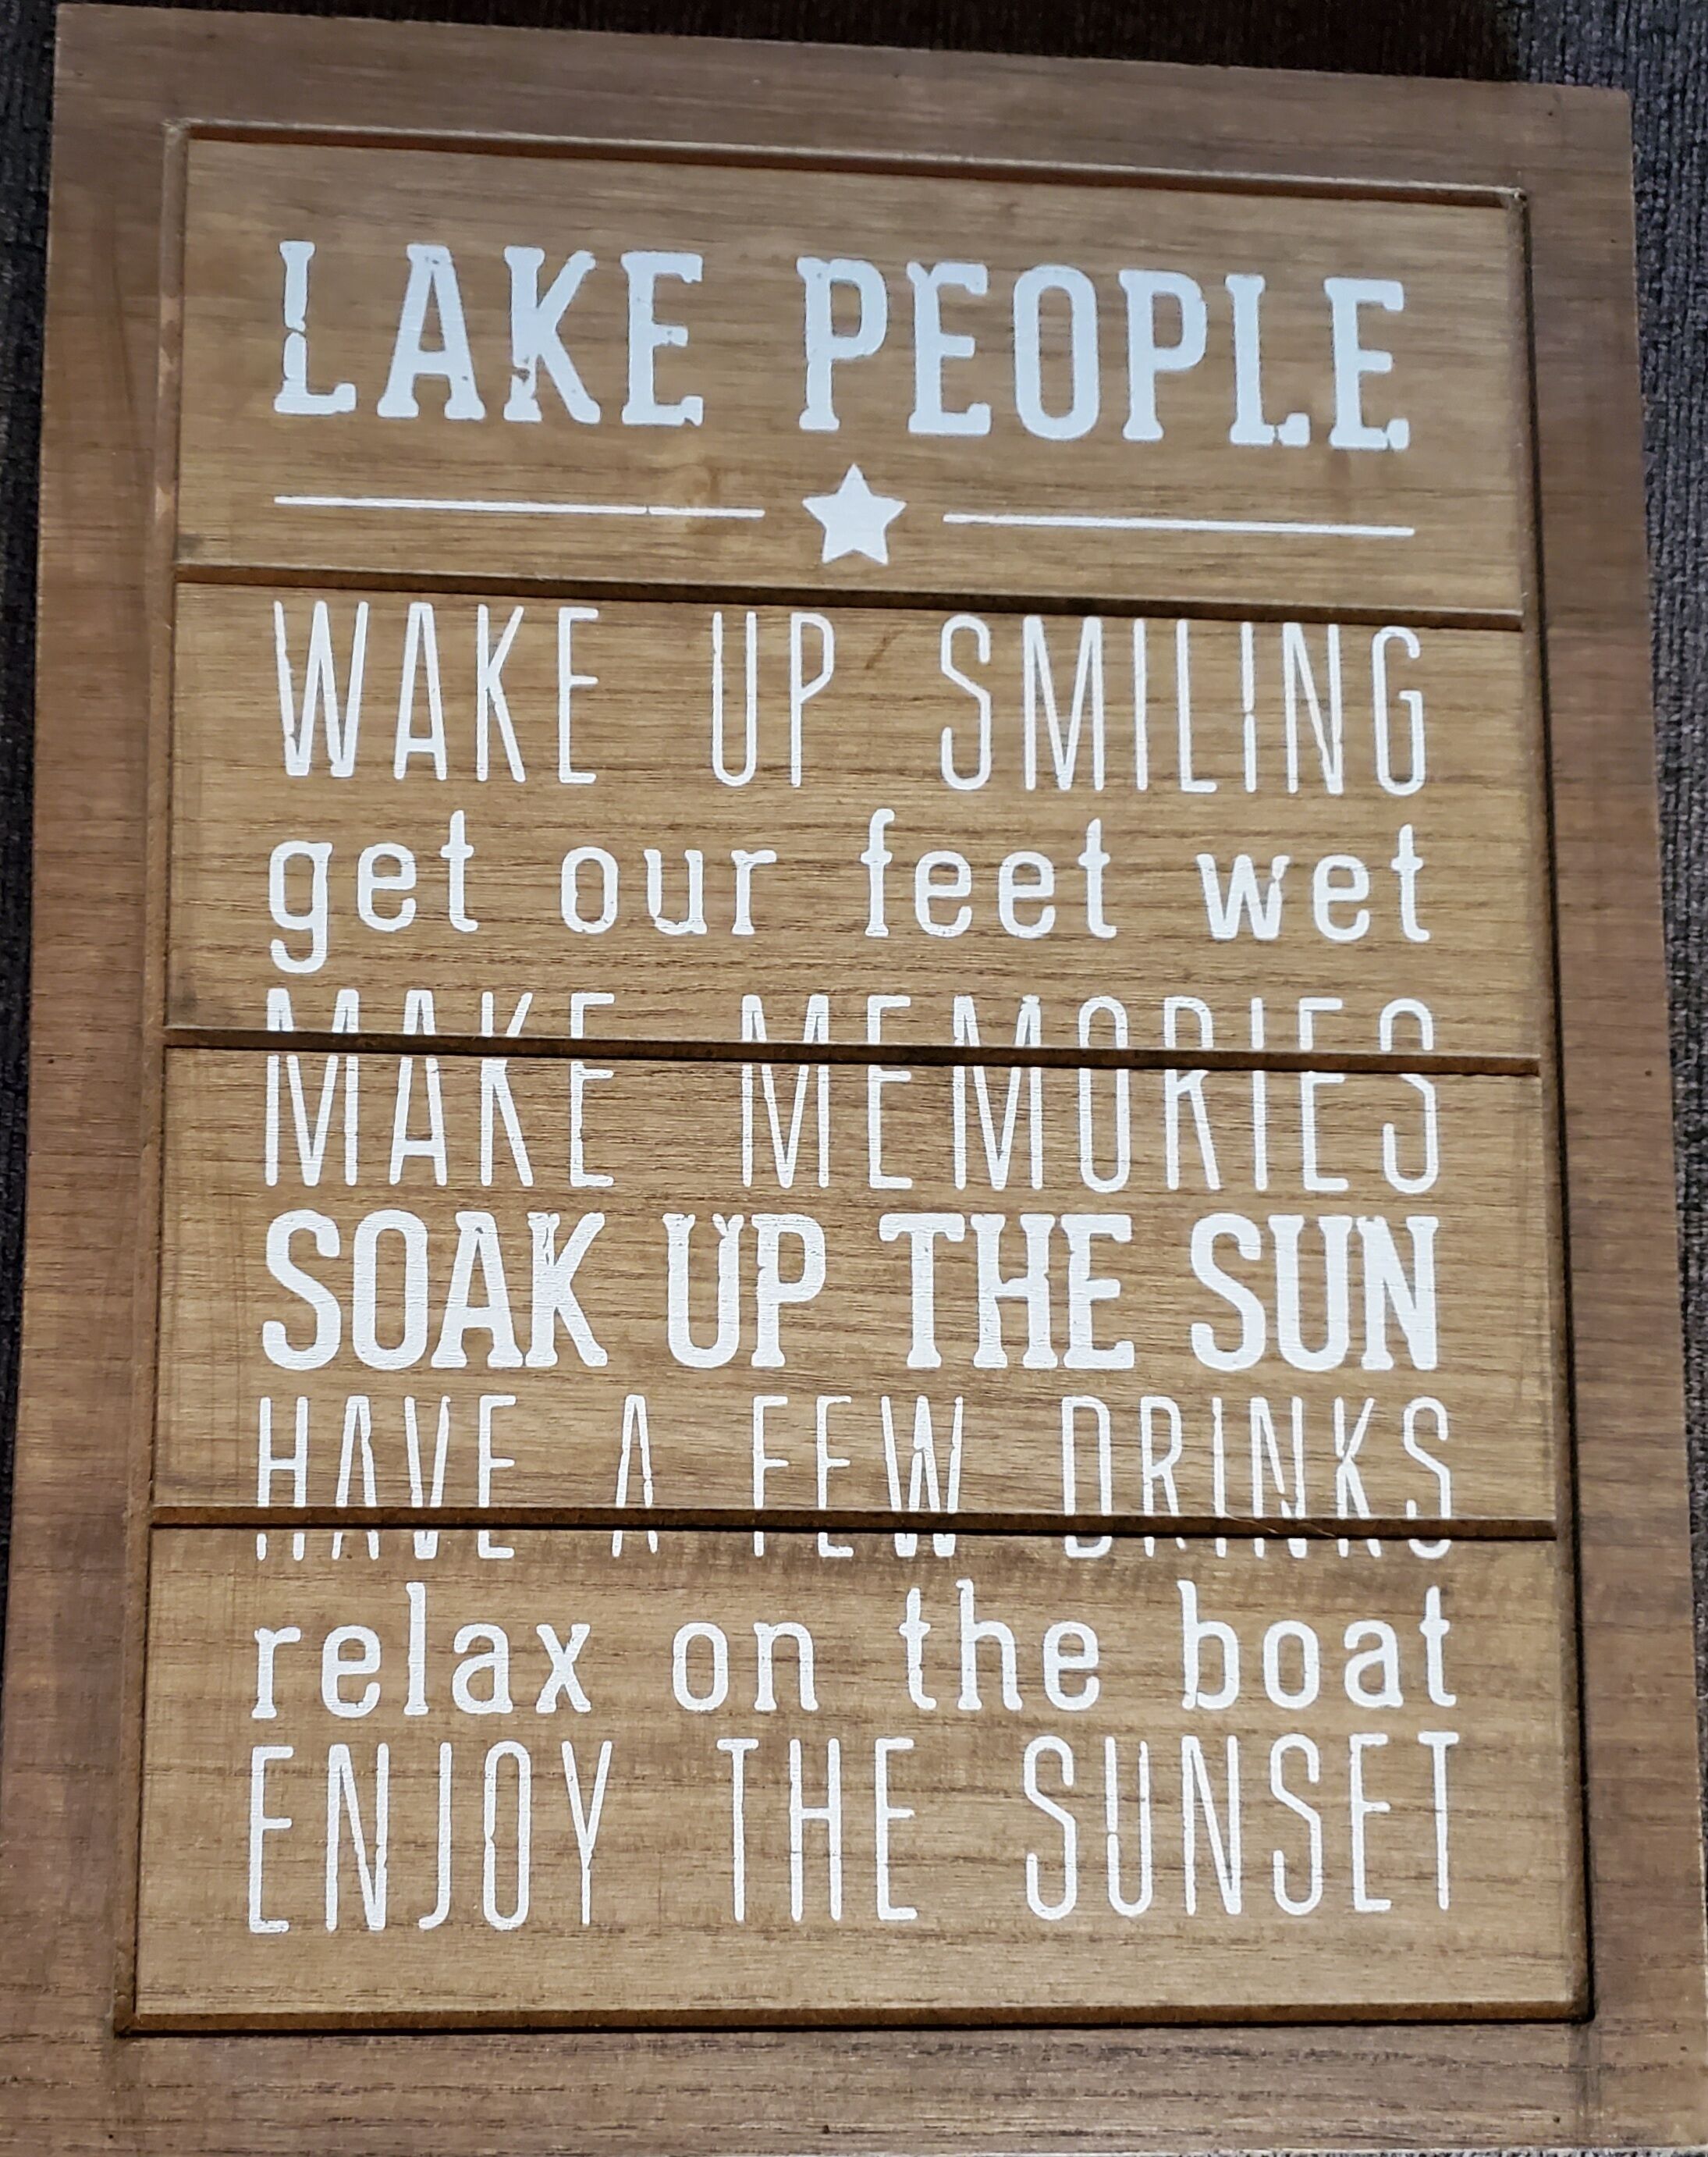 LAKE PEOPLE
WAKE UP SMILING
get our feet wet
MAKE MEMORIES
SOAK UP THE SUN
HAVE A FEW DRINKS
relax on the boat
ENJOY THE SUNSET